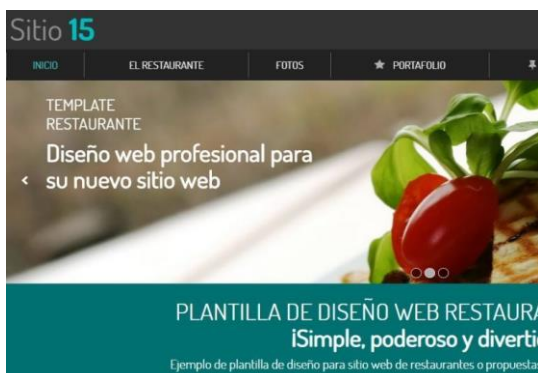 Sitio 15
INICIO EL RESTAURANTE FOTOS PORTAFOLIO
TEMPLATE
RESTAURANTE
Diseño web profesional para
su nuevo sitio web
PLANTILLA DE DISEÑO WEB RESTAURA
¡Simple, poderoso y diverti
Ejemplo de plantilla de diseño para sitio web de restaurantes o propuestas